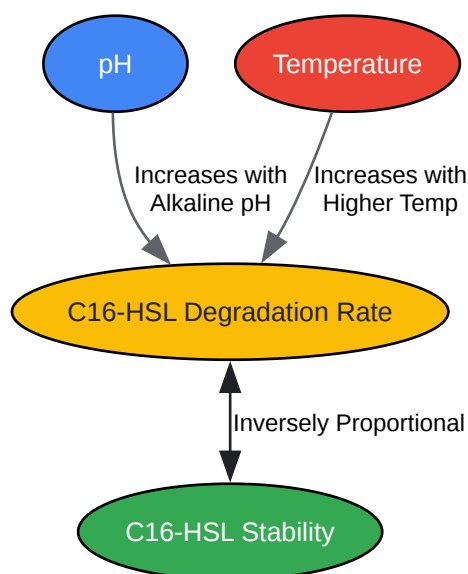 pH
Temperature
Increases with
Alkaline pH
Increases with
Higher Temp
C16-HSL Degradation Rate
Inversely Proportional
C16-HSL Stability